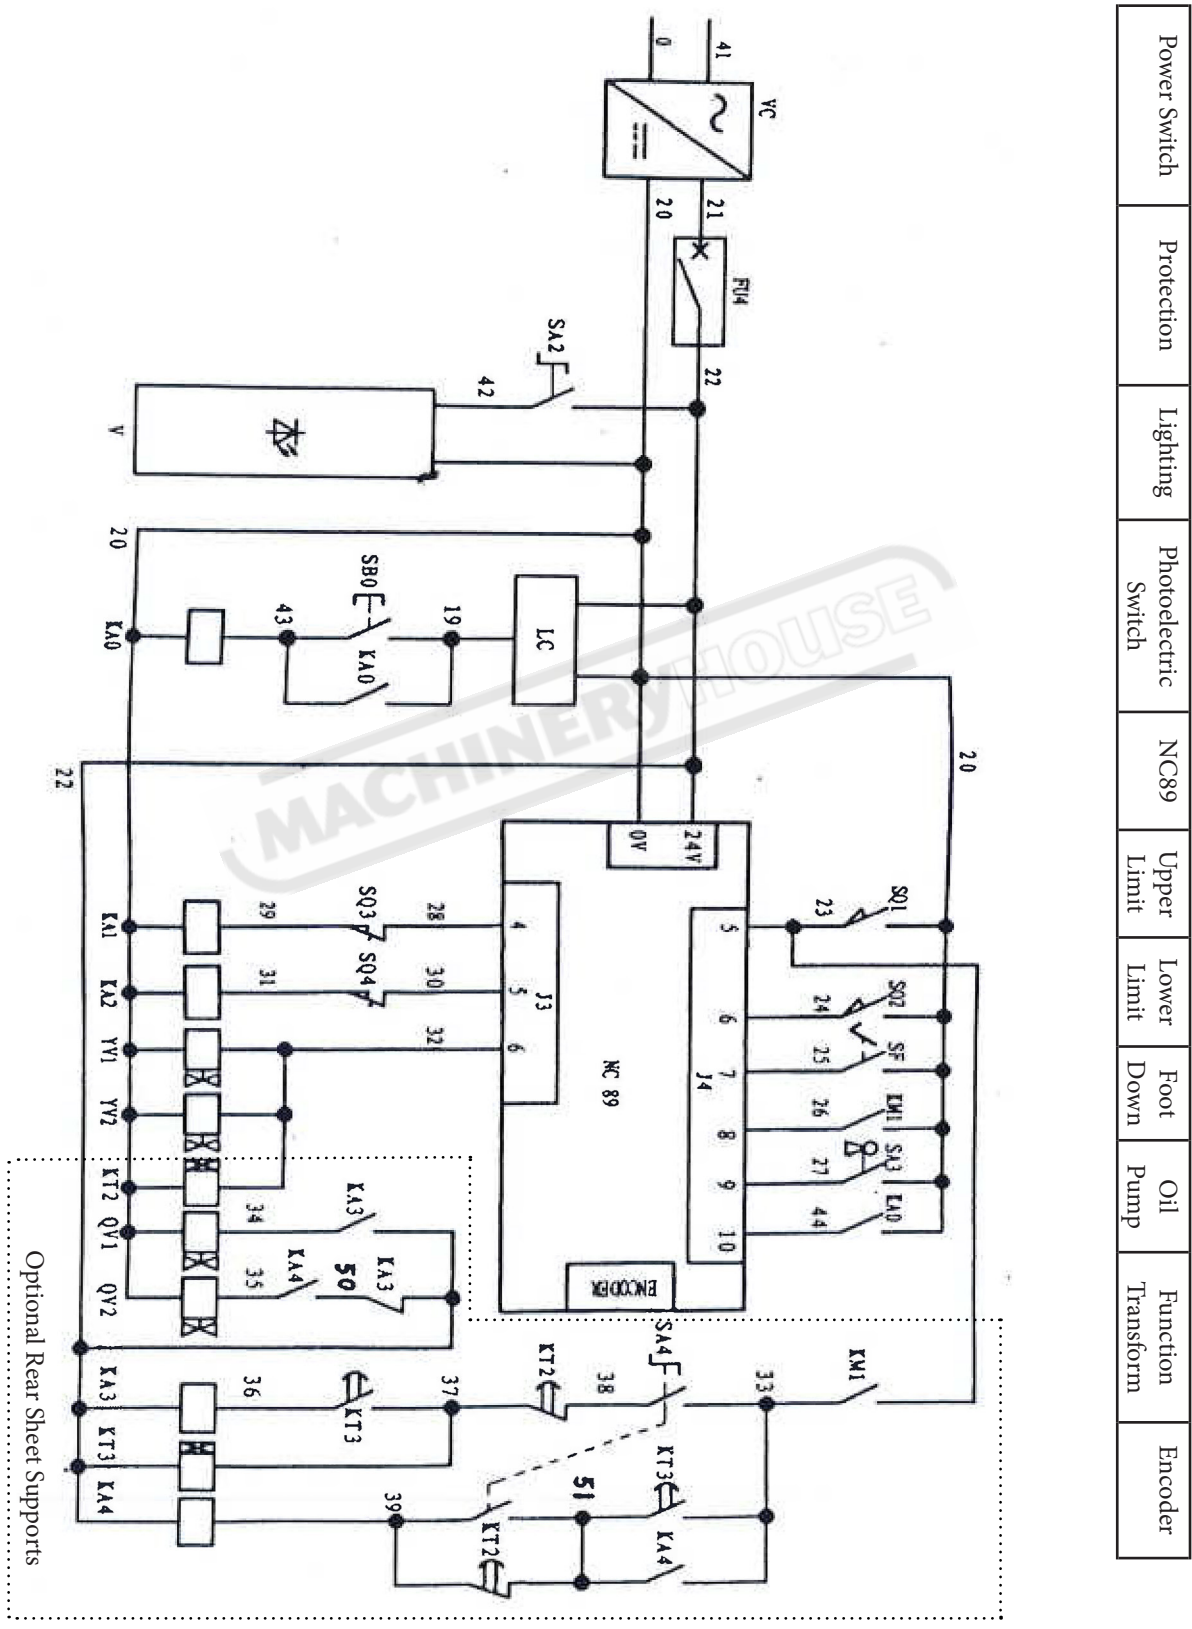 Power Switch
Protection
Lighting
Photoelectric
Switch
NC89
Upper
Limit
Lower
Limit
Foot
Down
Oil
Pump
Function
Transform
Encoder
0
41
VC
20
21
FU4
22
SA2
42
V
20
LC
19
SB0
KA0
43
KA0
22
20
MACHINERYHOUSE
0V
24V
SQ1
23
SQ2
24
SF
25
KM1
26
SA3
27
KA0
44
5
6
7
8
9
10
J4
NC 89
J3
4
5
6
ENCODER
28
30
32
SQ3
SQ4
29
31
KA1
KA2
YV1
YV2
KT2
QV1
QV2
KA3
34
KA3
50
KA4
35
KM1
33
SA4
38
KT2
37
KT3
36
KA3
KT3
KA4
KT3
KA4
51
KT2
39
Optional Rear Sheet Supports